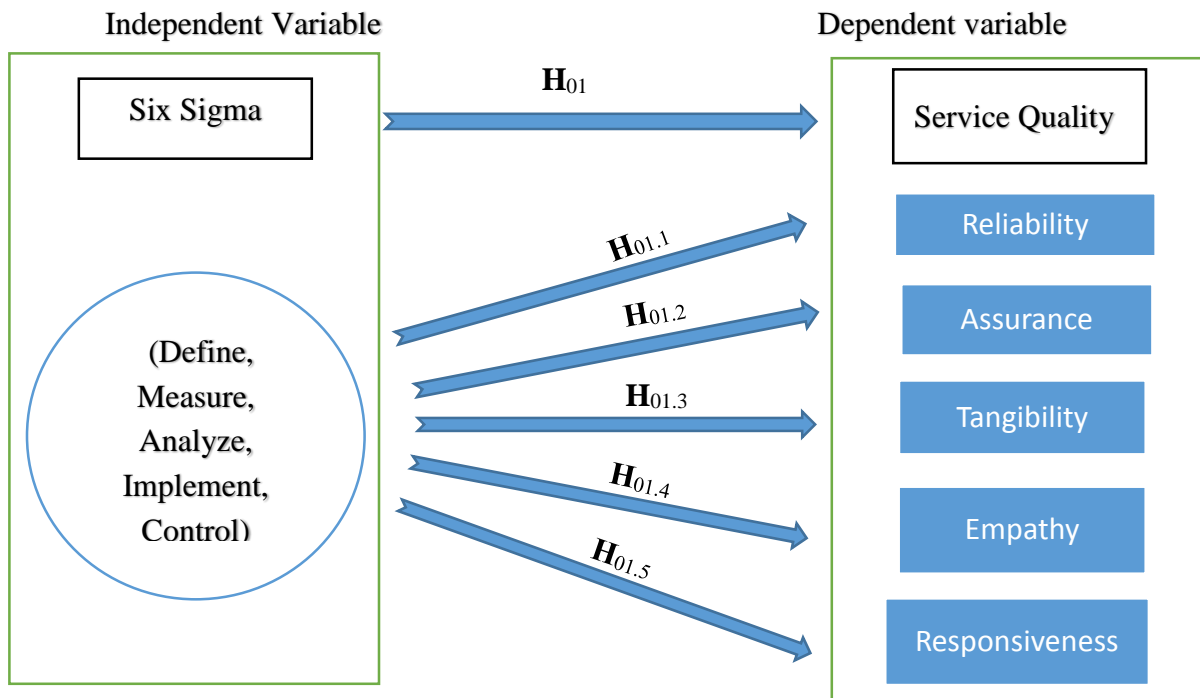 Independent Variable
Dependent variable
Six Sigma
H01
Service Quality
H01.1
Reliability
H01.2
Assurance
(Define,
Measure,
Analyze,
Implement,
Control)
H01.3
Tangibility
H01.4
Empathy
H01.5
Responsiveness